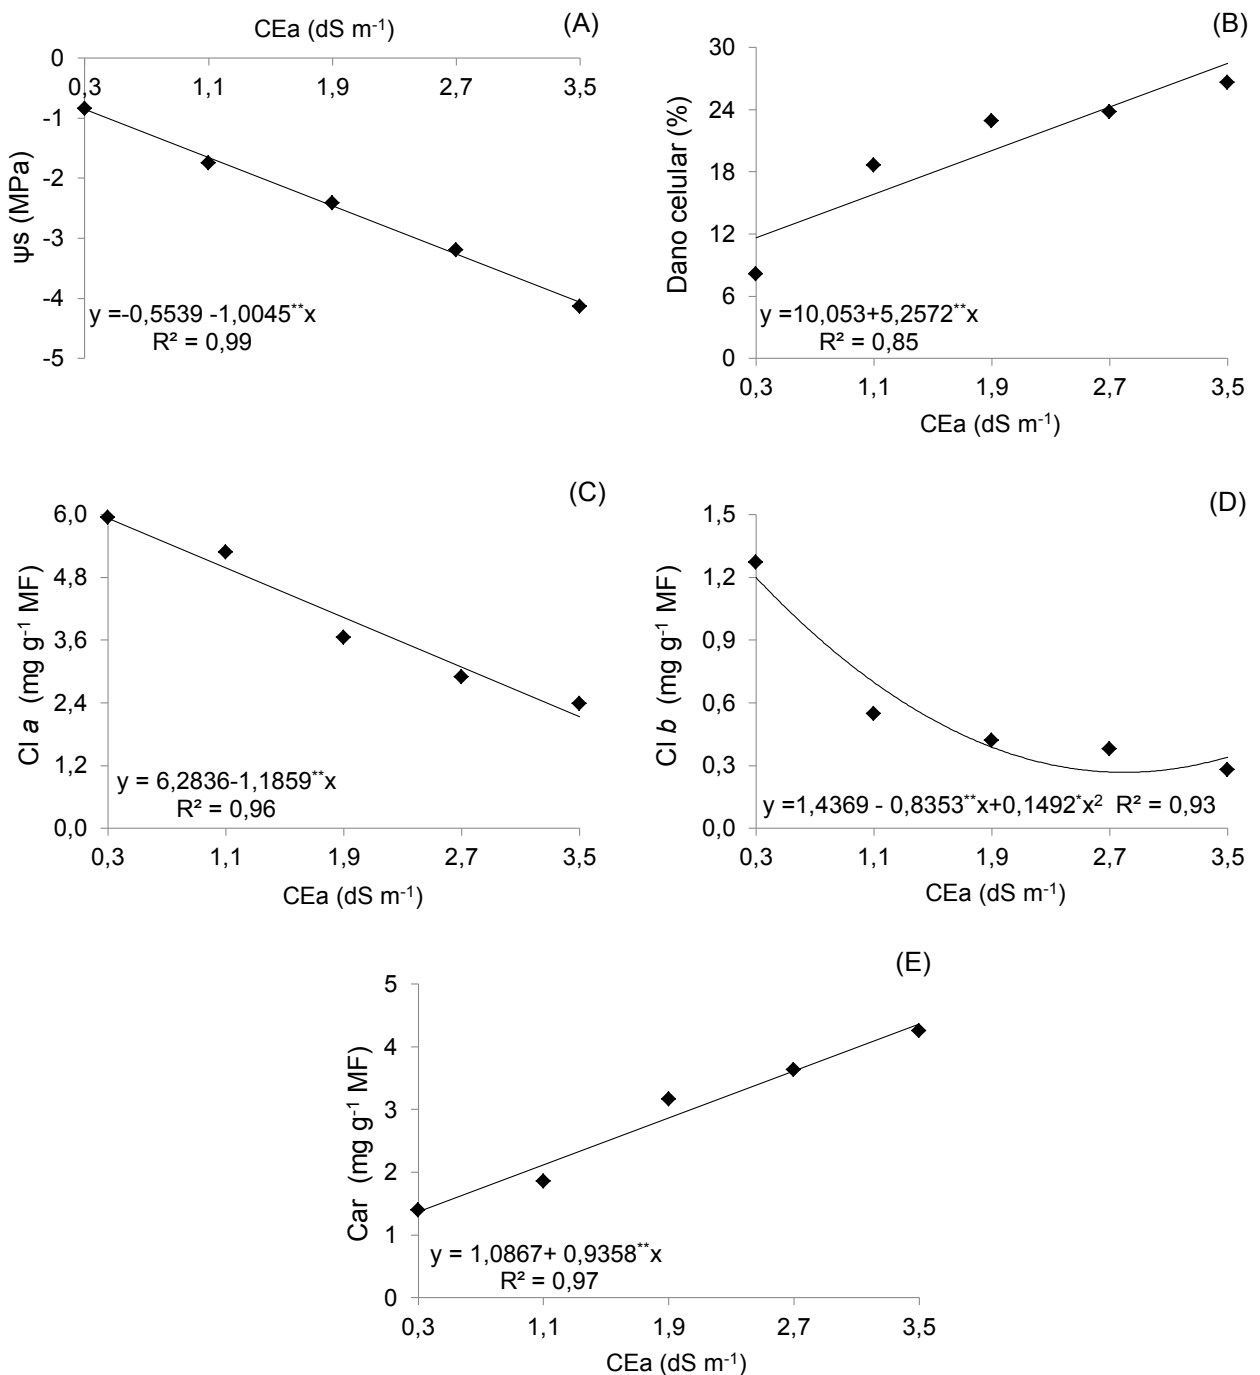 CEa (dS m⁻¹)
(A)
0
0,3
1,1
1,9
2,7
3,5
-1
-2
-3
-4
-5
ψs (MPa)
y =-0,5539 -1,0045**x
R² = 0,99
(B)
30
24
18
12
6
0
Dano celular (%)
y =10,053+5,2572**x
R² = 0,85
0,3
1,1
1,9
2,7
3,5
CEa (dS m⁻¹)
(C)
6,0
4,8
3,6
2,4
1,2
0,0
Cl a (mg g⁻¹ MF)
y = 6,2836-1,1859**x
R² = 0,96
0,3
1,1
1,9
2,7
3,5
CEa (dS m⁻¹)
(D)
1,5
1,2
0,9
0,6
0,3
0,0
Cl b (mg g⁻¹ MF)
y =1,4369 - 0,8353**x+0,1492*x² R² = 0,93
0,3
1,1
1,9
2,7
3,5
CEa (dS m⁻¹)
(E)
5
4
3
2
1
0
Car (mg g⁻¹ MF)
y = 1,0867+ 0,9358**x
R² = 0,97
0,3
1,1
1,9
2,7
3,5
CEa (dS m⁻¹)